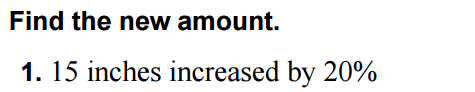 Find the new amount.
1. 15 inches increased by 20%